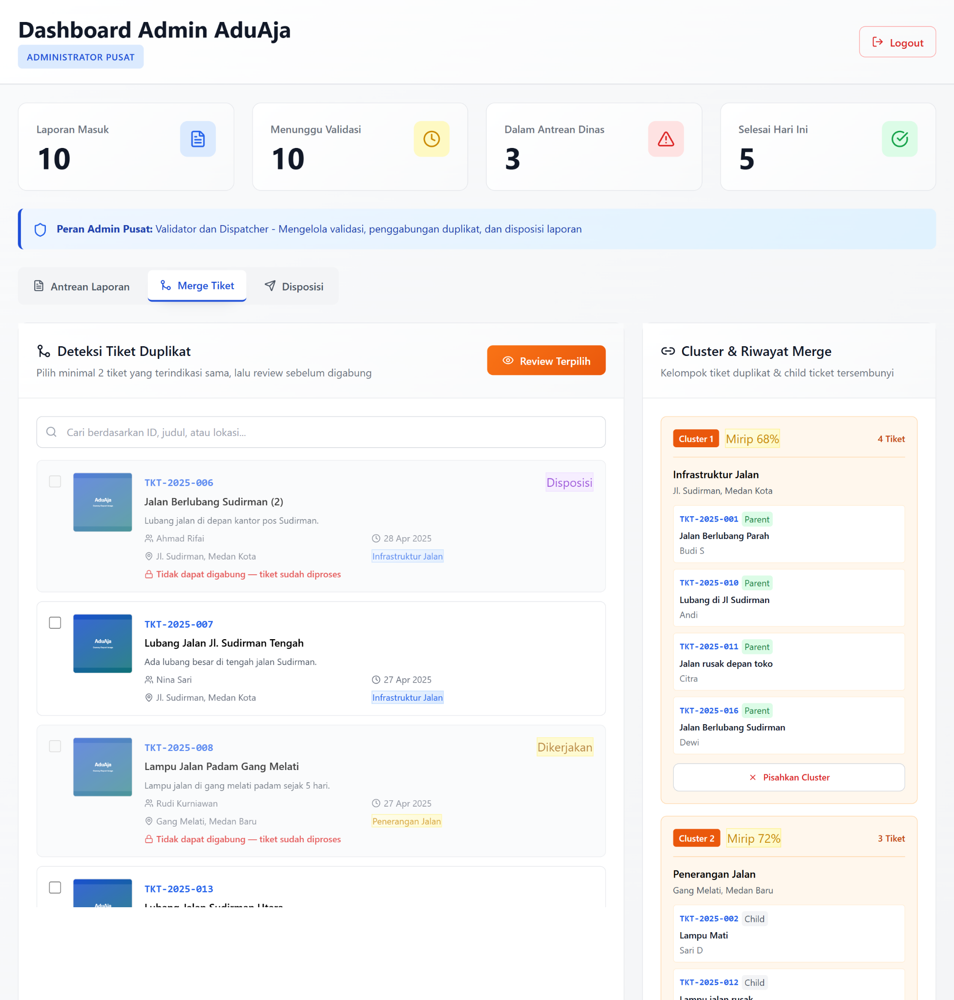 Dashboard Admin AduAja
ADMINISTRATOR PUSAT
Logout
Laporan Masuk
10
Menunggu Validasi
10
Dalam Antrean Dinas
3
Selesai Hari Ini
5
Peran Admin Pusat: Validator dan Dispatcher - Mengelola validasi, penggabungan duplikat, dan disposisi laporan
Antrean Laporan
Merge Tiket
Disposisi
Deteksi Tiket Duplikat
Pilih minimal 2 tiket yang terindikasi sama, lalu review sebelum digabung
Review Terpilih
Cari berdasarkan ID, judul, atau lokasi...
AduAja
TKT-2025-006
Disposisi
Jalan Berlubang Sudirman (2)
Lubang jalan di depan kantor pos Sudirman.
Ahmad Rifai
28 Apr 2025
Jl. Sudirman, Medan Kota
Infrastruktur Jalan
Tidak dapat digabung — tiket sudah diproses
AduAja
TKT-2025-007
Lubang Jalan Jl. Sudirman Tengah
Ada lubang besar di tengah jalan Sudirman.
Nina Sari
27 Apr 2025
Jl. Sudirman, Medan Kota
Infrastruktur Jalan
AduAja
TKT-2025-008
Dikerjakan
Lampu Jalan Padam Gang Melati
Lampu jalan di gang melati padam sejak 5 hari.
Rudi Kurniawan
27 Apr 2025
Gang Melati, Medan Baru
Penerangan Jalan
Tidak dapat digabung — tiket sudah diproses
AduAja
TKT-2025-013
Lubang Jalan Sudirman Utara
Cluster & Riwayat Merge
Kelompok tiket duplikat & child ticket tersembunyi
Cluster 1
Mirip 68%
4 Tiket
Infrastruktur Jalan
Jl. Sudirman, Medan Kota
TKT-2025-001 Parent
Jalan Berlubang Parah
Budi S
TKT-2025-010 Parent
Lubang di Jl Sudirman
Andi
TKT-2025-011 Parent
Jalan rusak depan toko
Citra
TKT-2025-016 Parent
Jalan Berlubang Sudirman
Dewi
Pisahkan Cluster
Cluster 2
Mirip 72%
3 Tiket
Penerangan Jalan
Gang Melati, Medan Baru
TKT-2025-002 Child
Lampu Mati
Sari D
TKT-2025-012 Child
Lampu jalan rusak